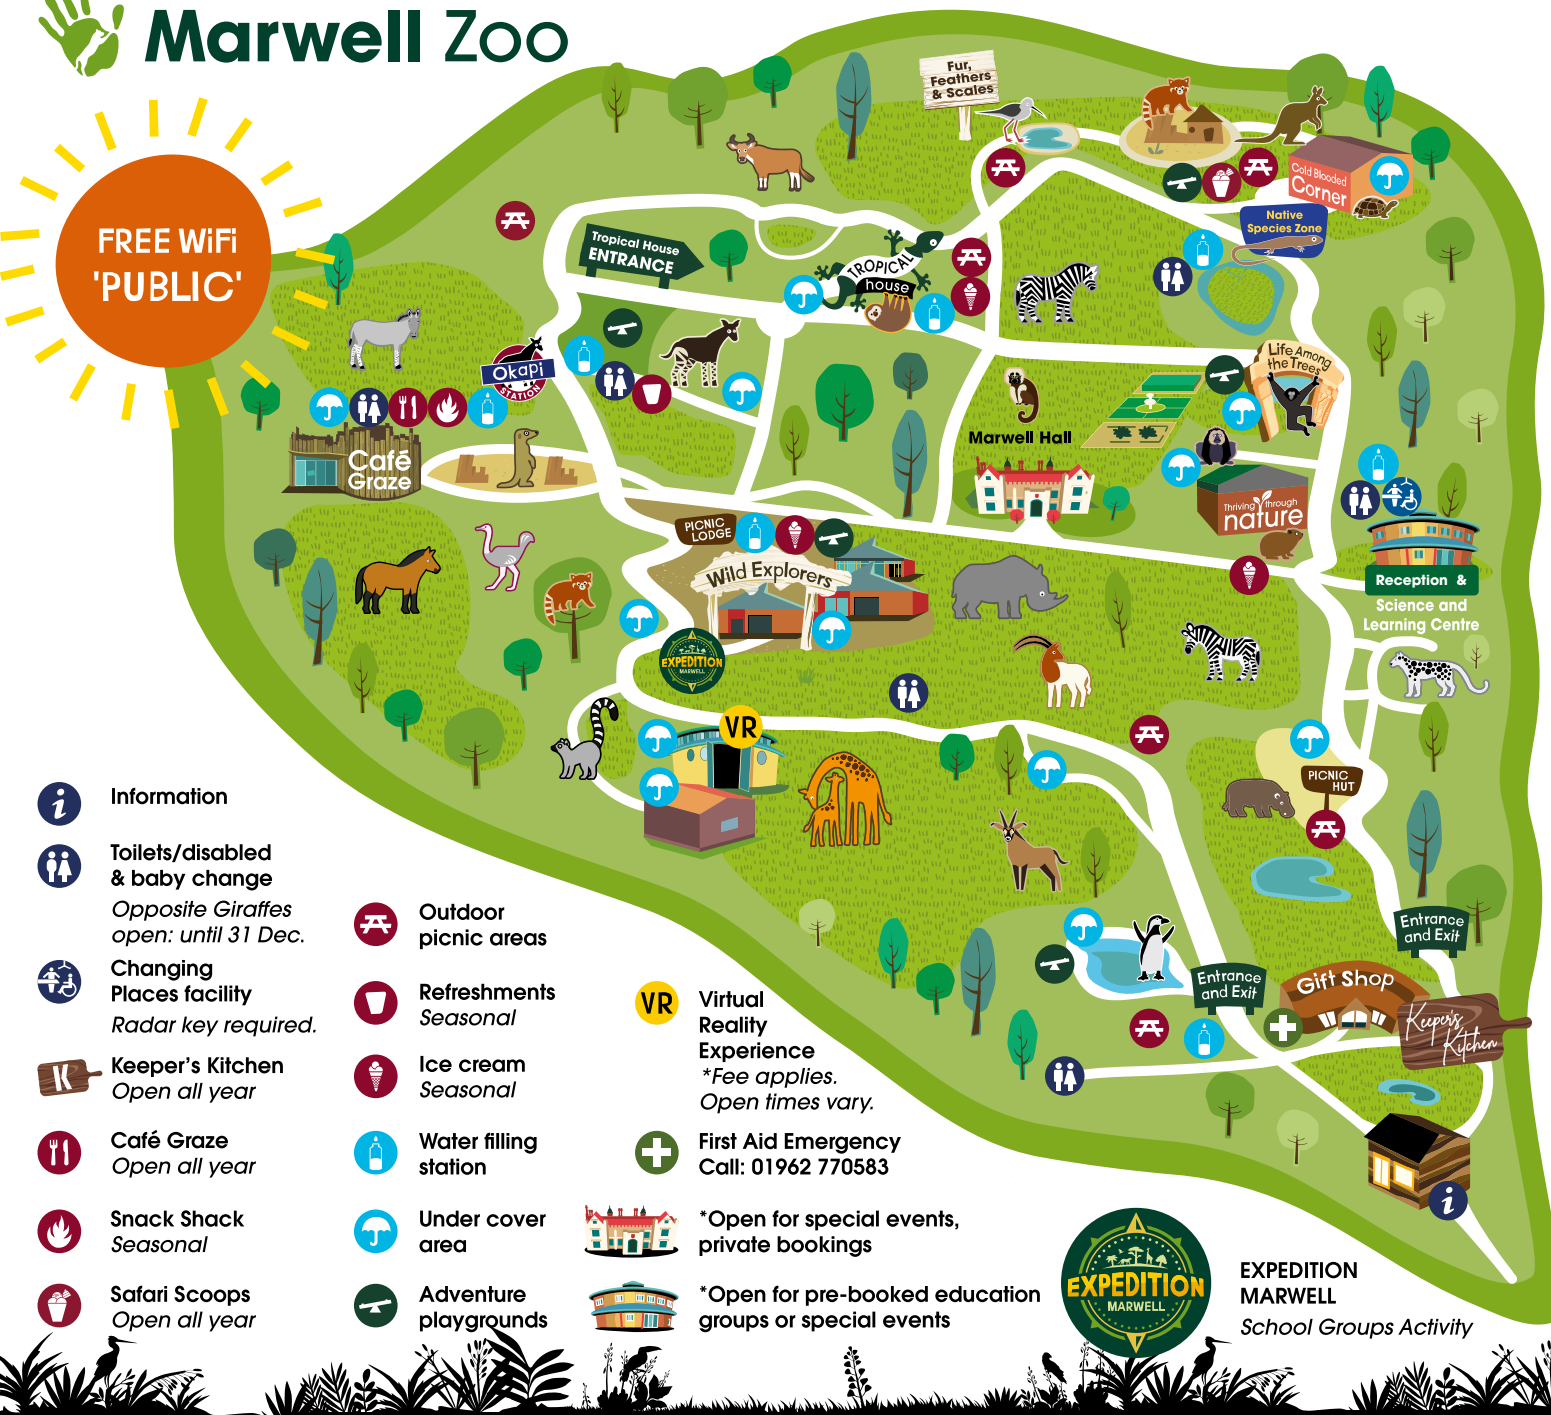 Marwell Zoo
FREE WiFi
'PUBLIC'
Fur,
Feathers
& Scales
Cold Blooded
Corner
Native
Species Zone
Tropical House
ENTRANCE
TROPICAL
house
Okapi
STATION
Life Among
the Trees
Marwell Hall
Café
Graze
Thriving through
nature
PICNIC
LODGE
Wild Explorers
Reception &
Science and
Learning Centre
EXPEDITION
MARWELL
VR
PICNIC
HUT
Entrance
and Exit
Entrance
and Exit
Gift Shop
Keeper's
Kitchen
i
i
Information
Toilets/disabled
& baby change
Opposite Giraffes
open: until 31 Dec.
Changing
Places facility
Radar key required.
K
Keeper's Kitchen
Open all year
Café Graze
Open all year
Snack Shack
Seasonal
Safari Scoops
Open all year
Outdoor
picnic areas
Refreshments
Seasonal
Ice cream
Seasonal
Water filling
station
Under cover
area
Adventure
playgrounds
VR
Virtual
Reality
Experience
*Fee applies.
Open times vary.
First Aid Emergency
Call: 01962 770583
*Open for special events,
private bookings
*Open for pre-booked education
groups or special events
EXPEDITION
MARWELL
EXPEDITION
MARWELL
School Groups Activity